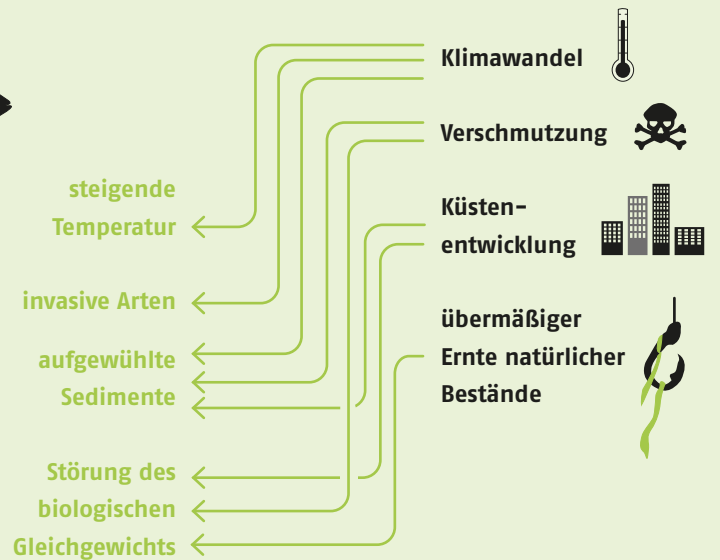 Klimawandel
Verschmutzung
Küsten-
entwicklung
übermäßiger
Ernte natürlicher
Bestände
steigende
Temperatur
invasive Arten
aufgewühlte
Sedimente
Störung des
biologischen
Gleichgewichts